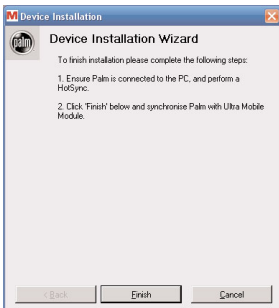 Device Installation
palm
Device Installation Wizard
To finish installation please complete the following steps:
1. Ensure Palm is connected to the PC, and perform a
HotSync.
2. Click 'Finish' below and synchronise Palm with Ultra Mobile
Module.
< Back
Finish
Cancel